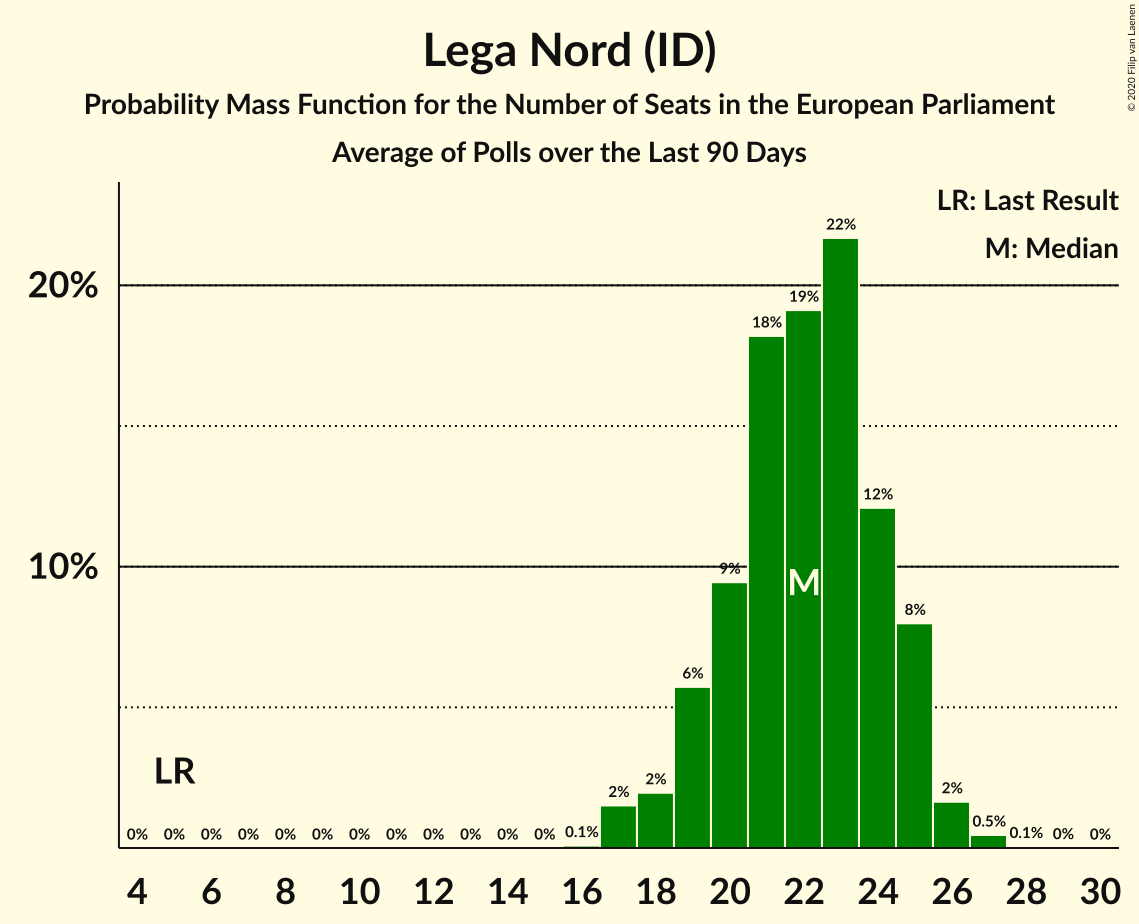 Lega Nord (ID)
Probability Mass Function for the Number of Seats in the European Parliament
Average of Polls over the Last 90 Days
© 2020 Filip van Laenen
LR: Last Result
M: Median
20%
10%
22%
19%
18%
12%
9%
M
8%
6%
LR
2%
2%
2%
0% 0% 0% 0% 0% 0% 0% 0% 0% 0% 0% 0% 0.1% 0.5% 0.1% 0% 0%
4 6 8 10 12 14 16 18 20 22 24 26 28 30